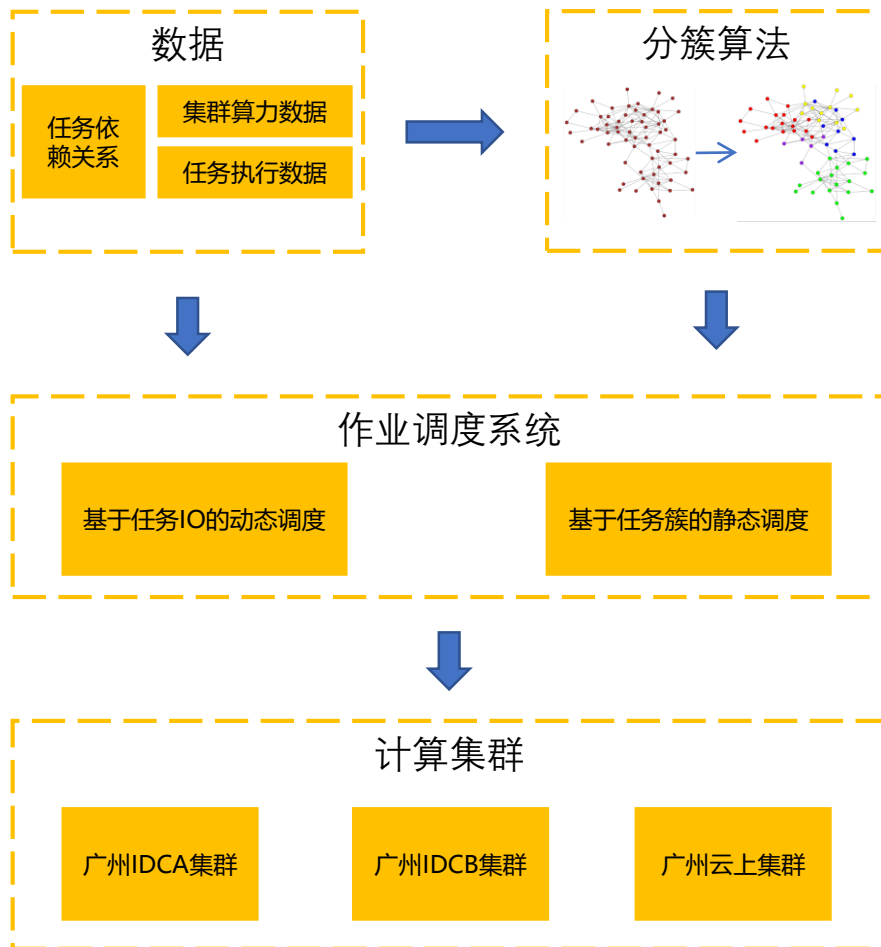 数据
任务依
赖关系
集群算力数据
任务执行数据
分簇算法
作业调度系统
基于任务IO的动态调度
基于任务簇的静态调度
计算集群
广州IDCA集群
广州IDCB集群
广州云上集群